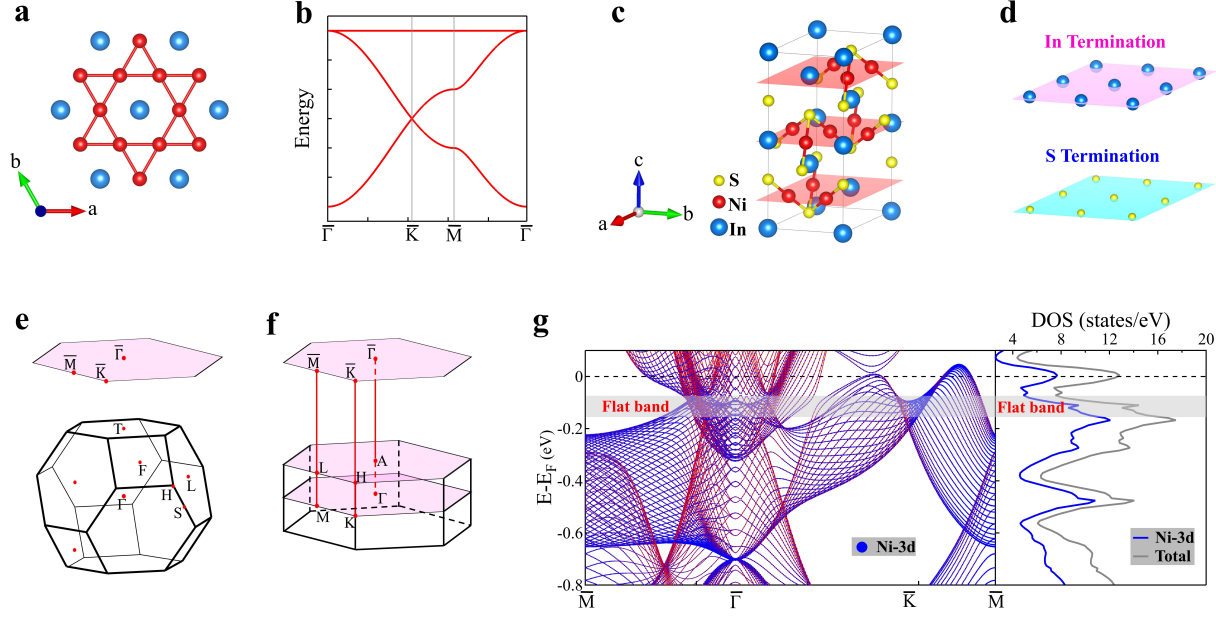 a
b
a
b
Energy
Γ̅
K̅
M̅
Γ̅
c
c
a
b
S
Ni
In
d
In Termination
S Termination
e
M̅
Γ̅
K̅
T
F
L
Γ
H
S
f
M̅
Γ̅
K̅
L
A
H
Γ
M
K
g
E-E_F (eV)
0
-0.2
-0.4
-0.6
-0.8
Flat band
Ni-3d
M̅
Γ̅
K̅
M̅
DOS (states/eV)
4 8 12 16 20
Flat band
Ni-3d
Total